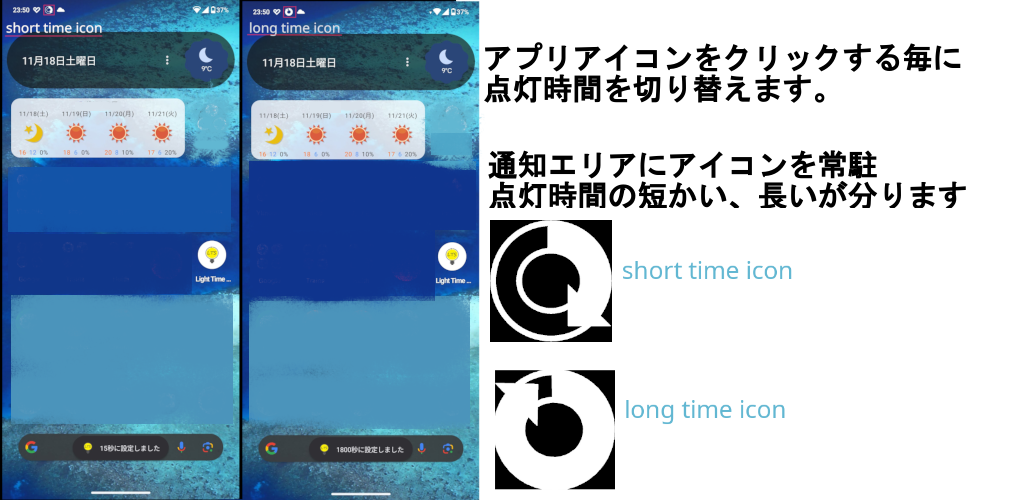 23:50
37%
short time icon
11月18日土曜日
9°C
11/18(土) 11/19(日) 11/20(月) 11/21(火)
16 12 0% 18 6 0% 20 8 10% 17 6 20%
LTS
Light Time ...
15秒に設定しました
23:50
37%
long time icon
11月18日土曜日
9°C
11/18(土) 11/19(日) 11/20(月) 11/21(火)
16 12 0% 18 6 0% 20 8 10% 17 6 20%
LTS
Light Time ...
1800秒に設定しました
アプリアイコンをクリックする毎に
点灯時間を切り替えます。
通知エリアにアイコンを常駐
点灯時間の短かい、長いが分ります
short time icon
long time icon